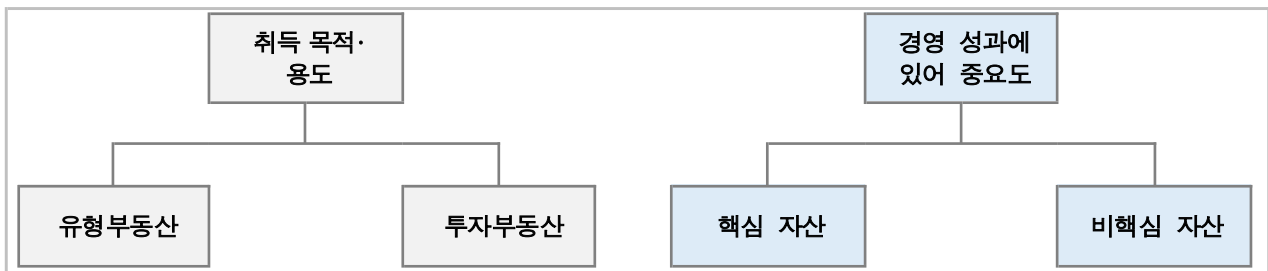 취득 목적·
용도
경영 성과에
있어 중요도
유형부동산
투자부동산
핵심 자산
비핵심 자산